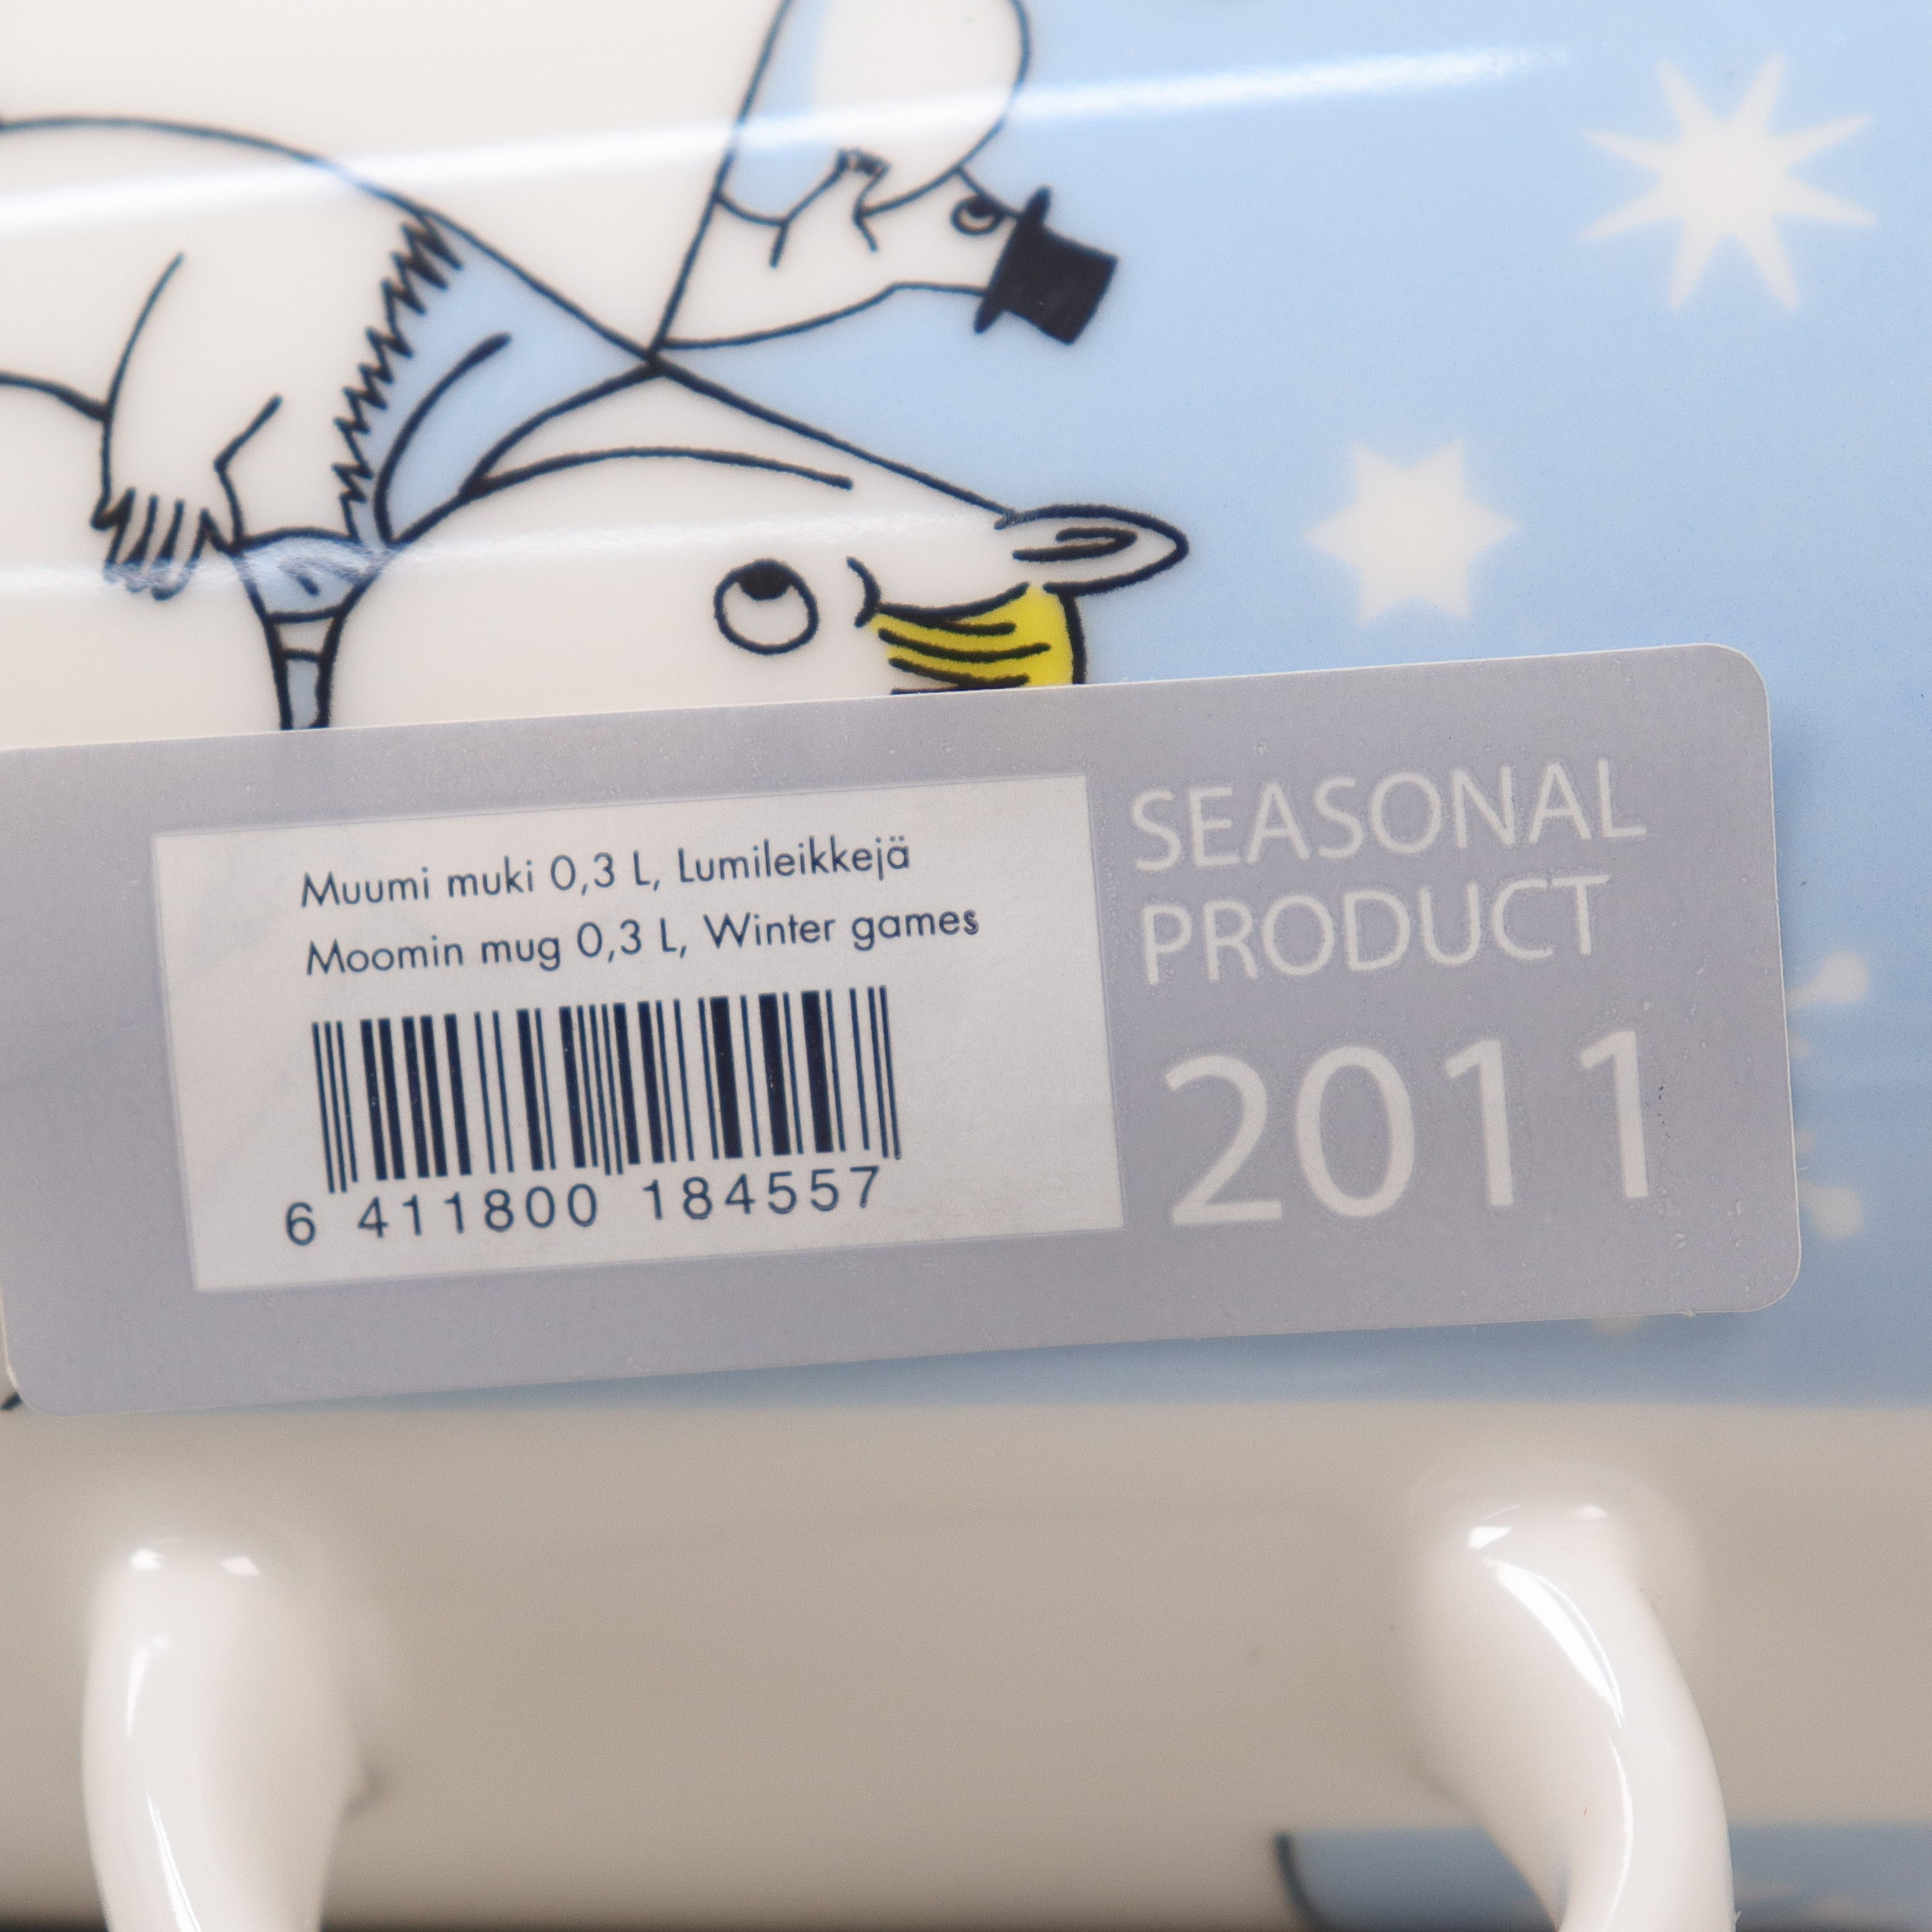 Muumi muki 0,3 L, Lumileikkejä
Moomin mug 0,3 L, Winter games
6 411800 184557
SEASONAL
PRODUCT
2011